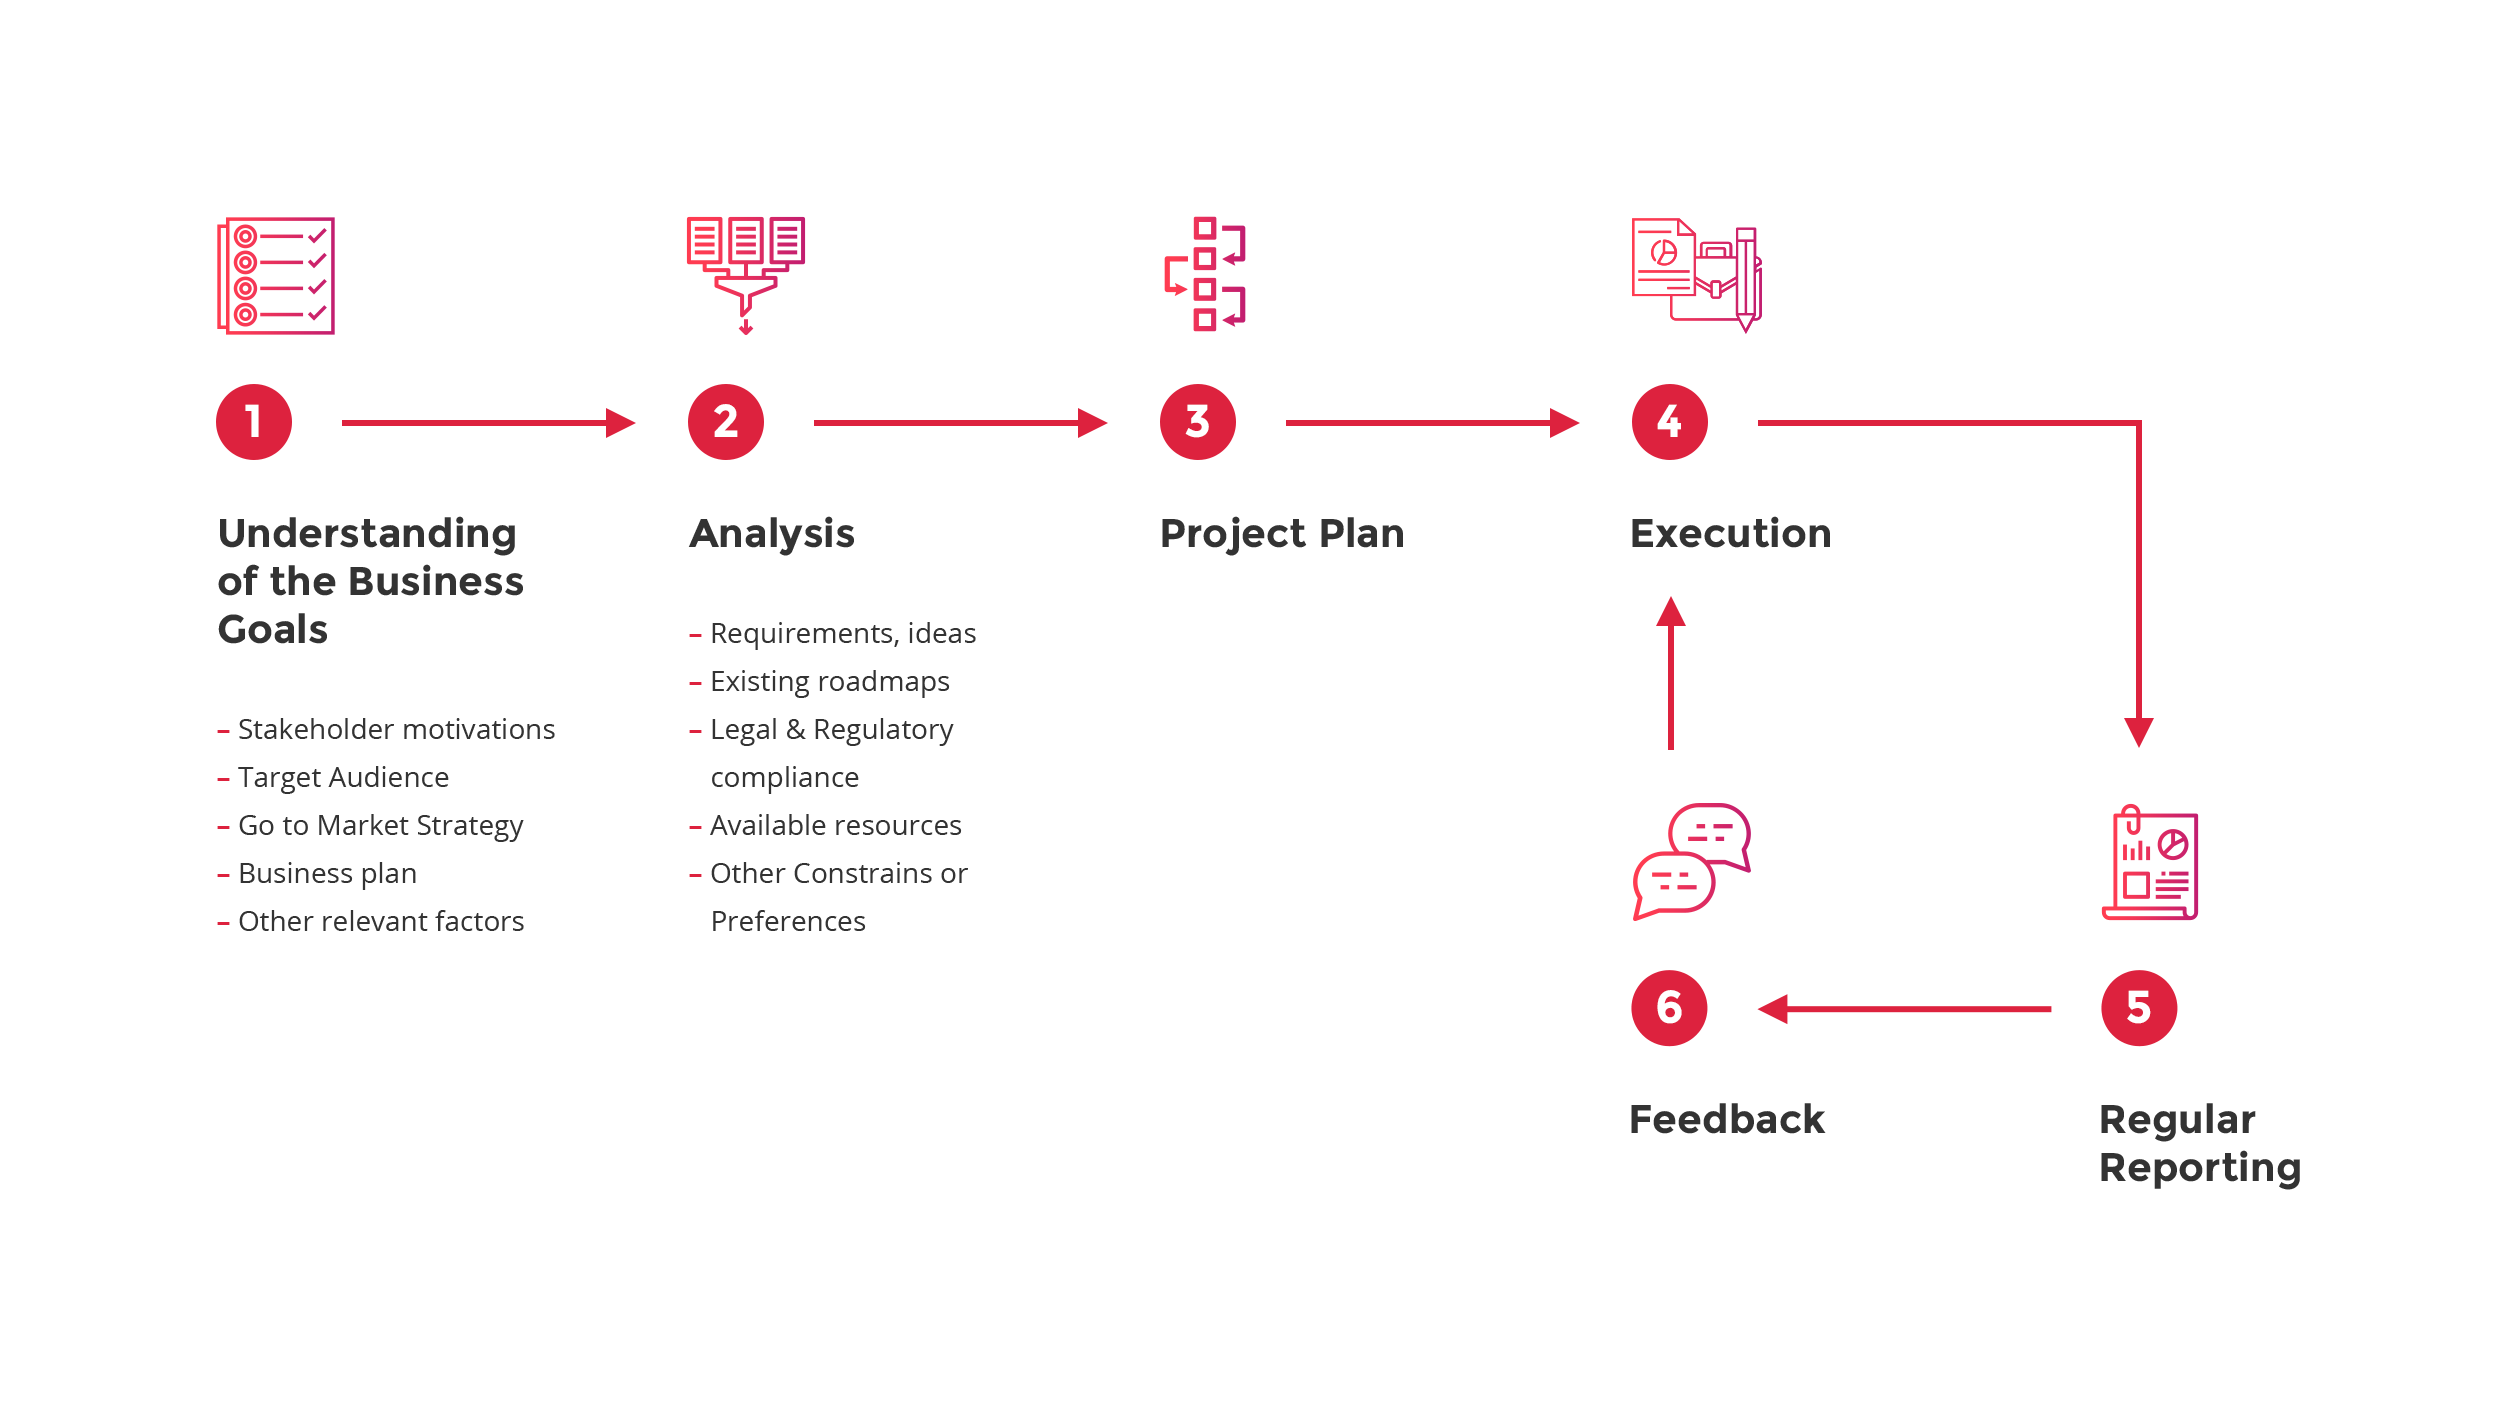 1
2
3
4
Understanding
of the Business
Goals
– Stakeholder motivations
– Target Audience
– Go to Market Strategy
– Business plan
– Other relevant factors
Analysis
– Requirements, ideas
– Existing roadmaps
– Legal & Regulatory
compliance
– Available resources
– Other Constrains or
Preferences
Project Plan
Execution
5
Regular
Reporting
6
Feedback